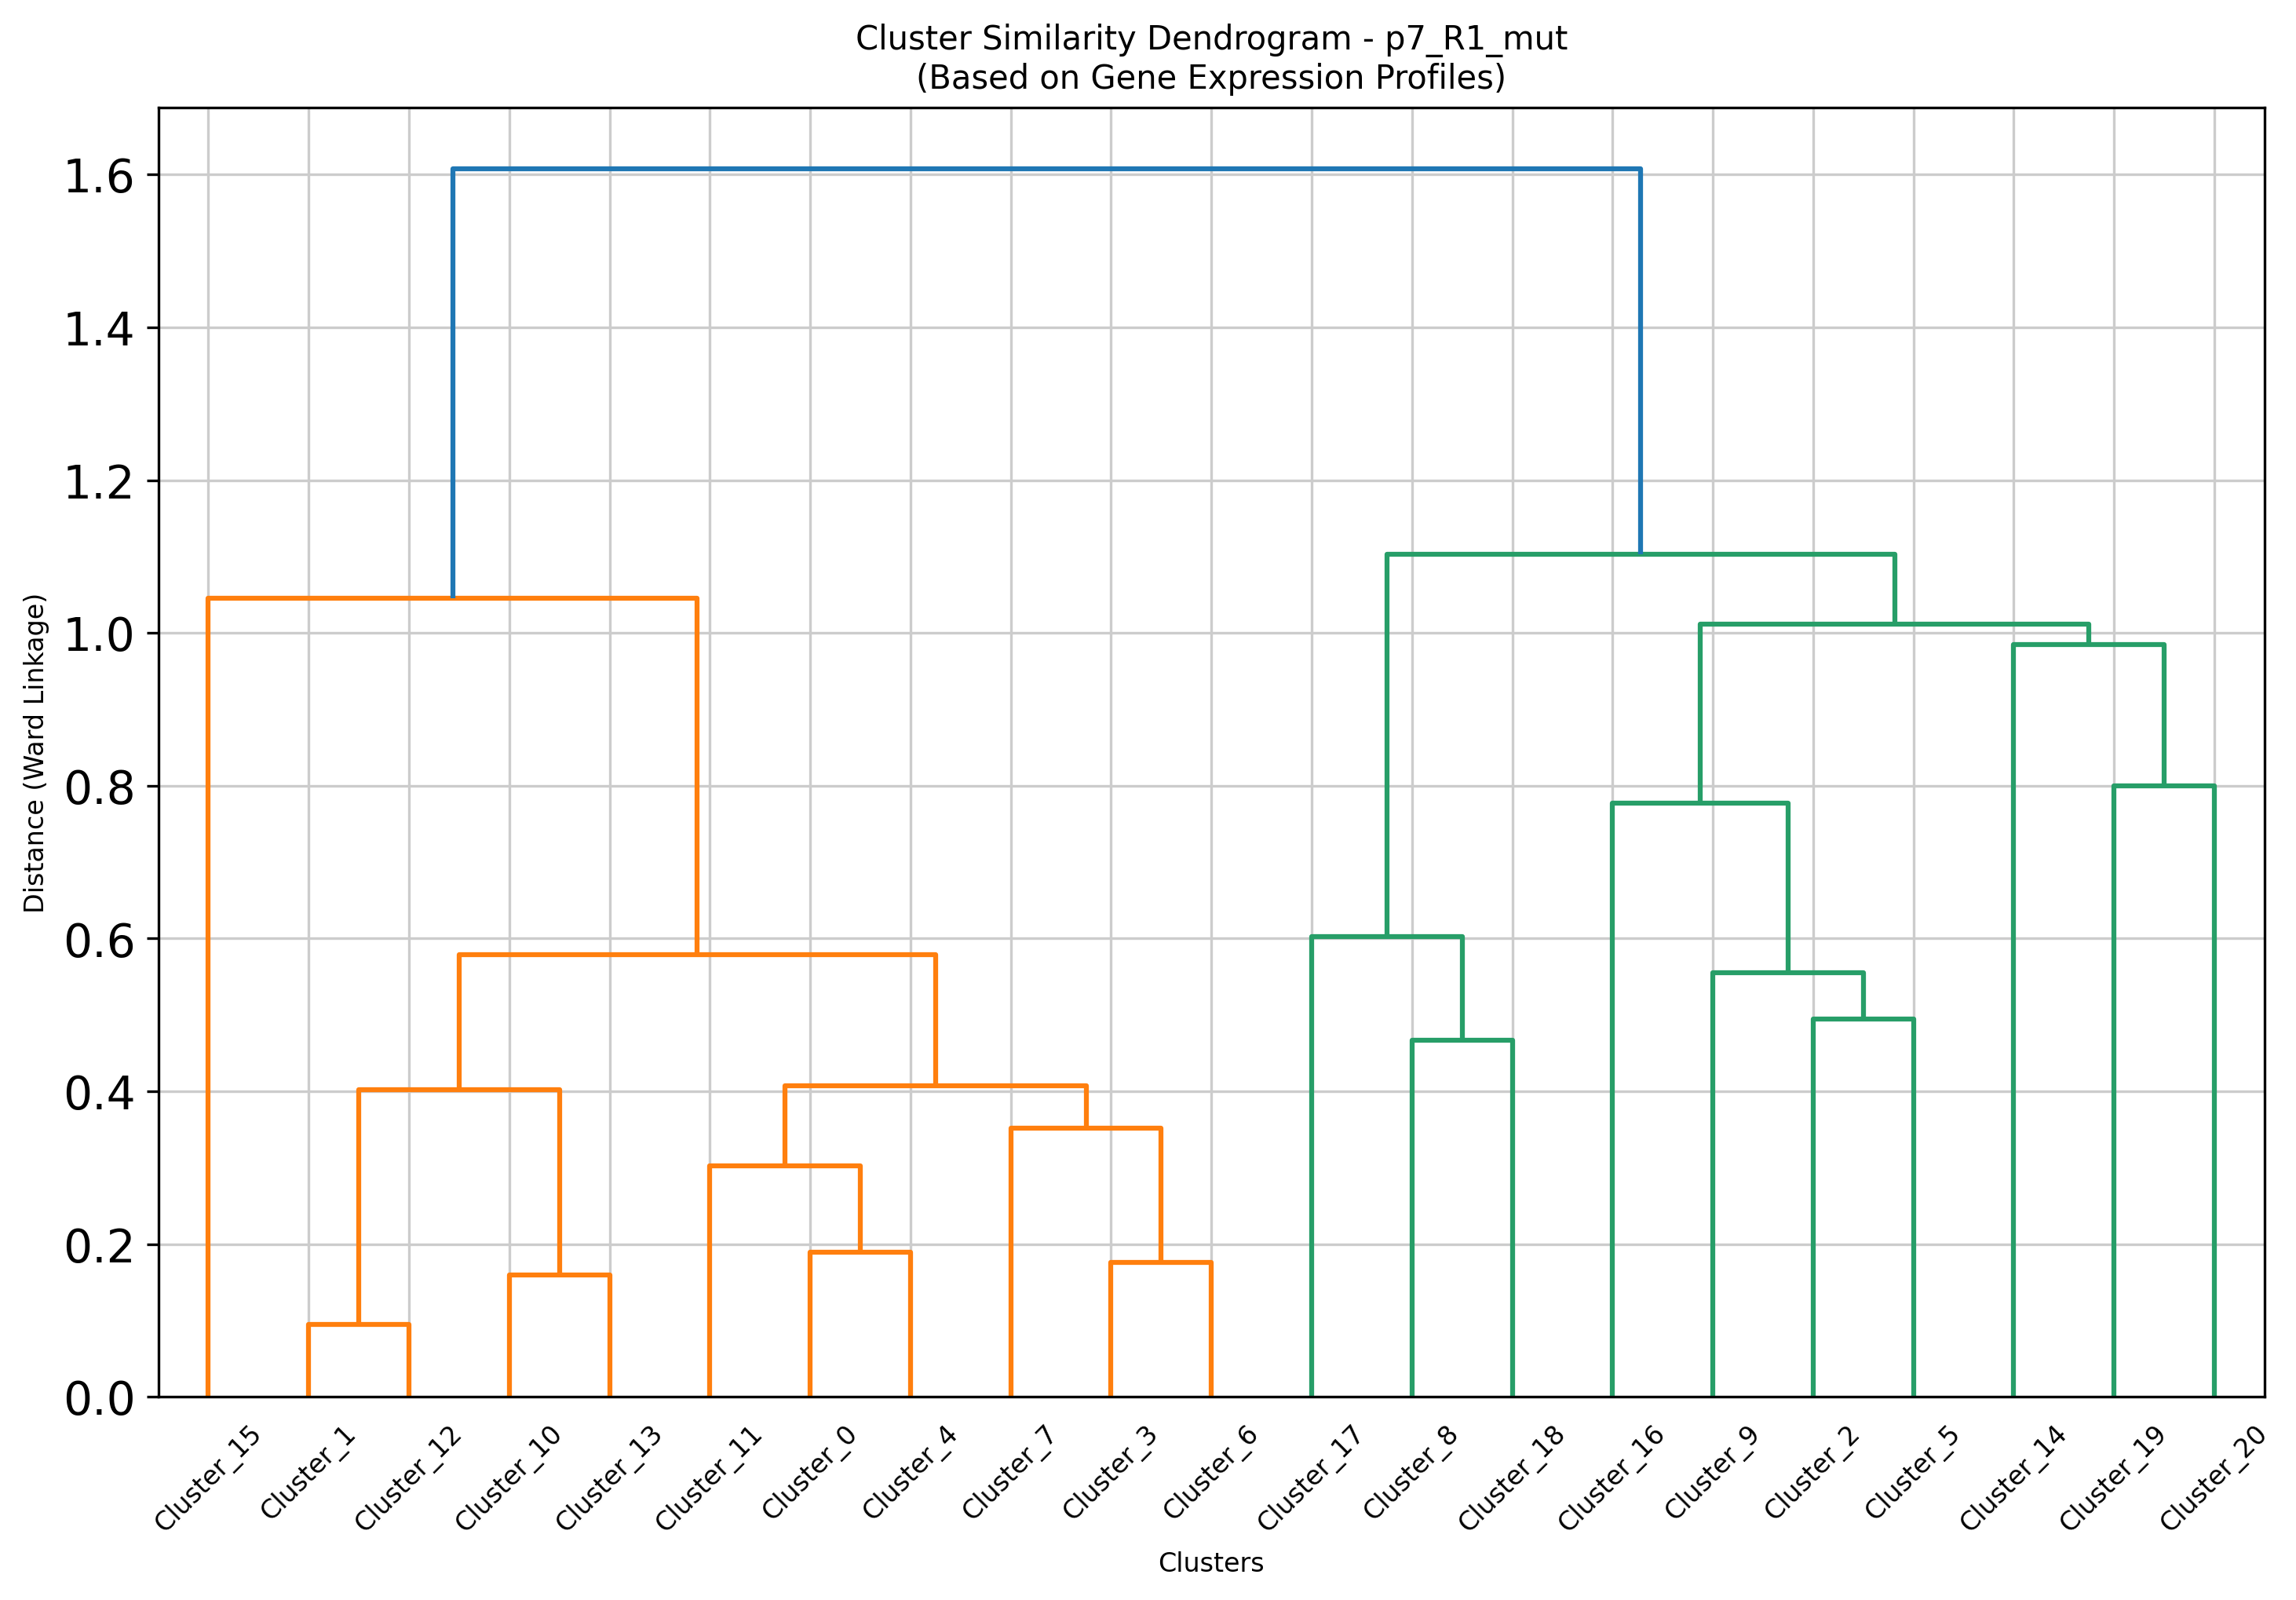 Cluster Similarity Dendrogram - p7_R1_mut
(Based on Gene Expression Profiles)
Distance (Ward Linkage)
1.6
1.4
1.2
1.0
0.8
0.6
0.4
0.2
0.0
Cluster_15
Cluster_1
Cluster_12
Cluster_10
Cluster_13
Cluster_11
Cluster_0
Cluster_4
Cluster_7
Cluster_3
Cluster_6
Cluster_17
Cluster_8
Cluster_18
Cluster_16
Cluster_9
Cluster_2
Cluster_5
Cluster_14
Cluster_19
Cluster_20
Clusters